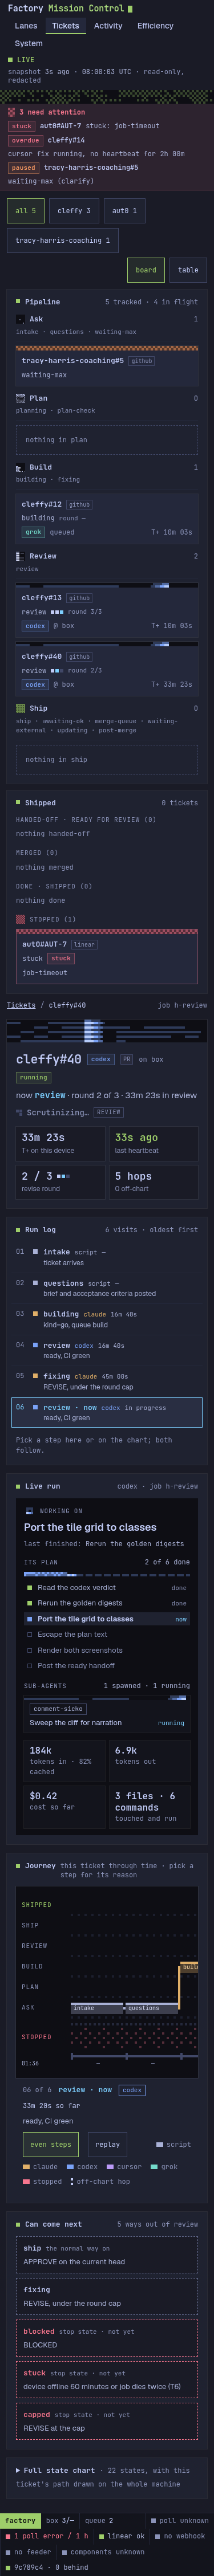 Factory Mission Control
Lanes Tickets Activity Efficiency
System
LIVE
snapshot 3s ago · 08:00:03 UTC · read-only,
redacted
3 need attention
stuck aut0#AUT-7 stuck: job-timeout
overdue cleffy#14
cursor fix running, no heartbeat for 2h 00m
paused tracy-harris-coaching#5
waiting-max (clarify)
all 5 cleffy 3 aut0 1
tracy-harris-coaching 1
board table
Pipeline 5 tracked · 4 in flight
Ask 1
intake · questions · waiting-max
tracy-harris-coaching#5 github
waiting-max
Plan 0
planning · plan-check
nothing in plan
Build 1
building · fixing
cleffy#12 github
building round —
grok queued T+ 10m 03s
Review 2
review
cleffy#13 github
review round 3/3
codex @ box T+ 10m 03s
cleffy#40 github
review round 2/3
codex @ box T+ 33m 23s
Ship 0
ship · awaiting-ok · merge-queue · waiting-
external · updating · post-merge
nothing in ship
Shipped 0 tickets
HANDED-OFF · READY FOR REVIEW (0)
nothing handed-off
MERGED (0)
nothing merged
DONE · SHIPPED (0)
nothing done
STOPPED (1)
aut0#AUT-7 linear
stuck stuck
job-timeout
Tickets / cleffy#40 job h-review
cleffy#40 codex PR on box
running
now review · round 2 of 3 · 33m 23s in review
Scrutinizing… REVIEW
33m 23s
T+ on this device
33s ago
last heartbeat
2 / 3
revise round
5 hops
0 off-chart
Run log 6 visits · oldest first
01 intake script —
ticket arrives
02 questions script —
brief and acceptance criteria posted
03 building claude 16m 40s
kind=go, queue build
04 review codex 16m 40s
ready, CI green
05 fixing claude 45m 00s
REVISE, under the round cap
06 review · now codex in progress
ready, CI green
Pick a step here or on the chart; both
follow.
Live run codex · job h-review
WORKING ON
Port the tile grid to classes
last finished: Rerun the golden digests
ITS PLAN 2 of 6 done
Read the codex verdict done
Rerun the golden digests done
Port the tile grid to classes now
Escape the plan text
Render both screenshots
Post the ready handoff
SUB-AGENTS 1 spawned · 1 running
comment-sicko
Sweep the diff for narration running
184k
tokens in · 82%
cached
6.9k
tokens out
$0.42
cost so far
3 files · 6
commands
touched and run
Journey this ticket through time · pick a
step for its reason
SHIPPED
SHIP
REVIEW
BUILD
PLAN
ASK
STOPPED
01:36
intake questions
— —
06 of 6 review · now codex
33m 20s so far
ready, CI green
even steps replay script
claude codex cursor grok
stopped off-chart hop
Can come next 5 ways out of review
ship the normal way on
APPROVE on the current head
fixing
REVISE, under the round cap
blocked stop state · not yet
BLOCKED
stuck stop state · not yet
device offline 60 minutes or job dies twice (T6)
capped stop state · not yet
REVISE at the cap
Full state chart · 22 states, with this
ticket's path drawn on the whole machine
factory box 3/— queue 2 poll unknown
1 poll error / 1 h linear ok no webhook
no feeder components unknown
9c789c4 · 0 behind